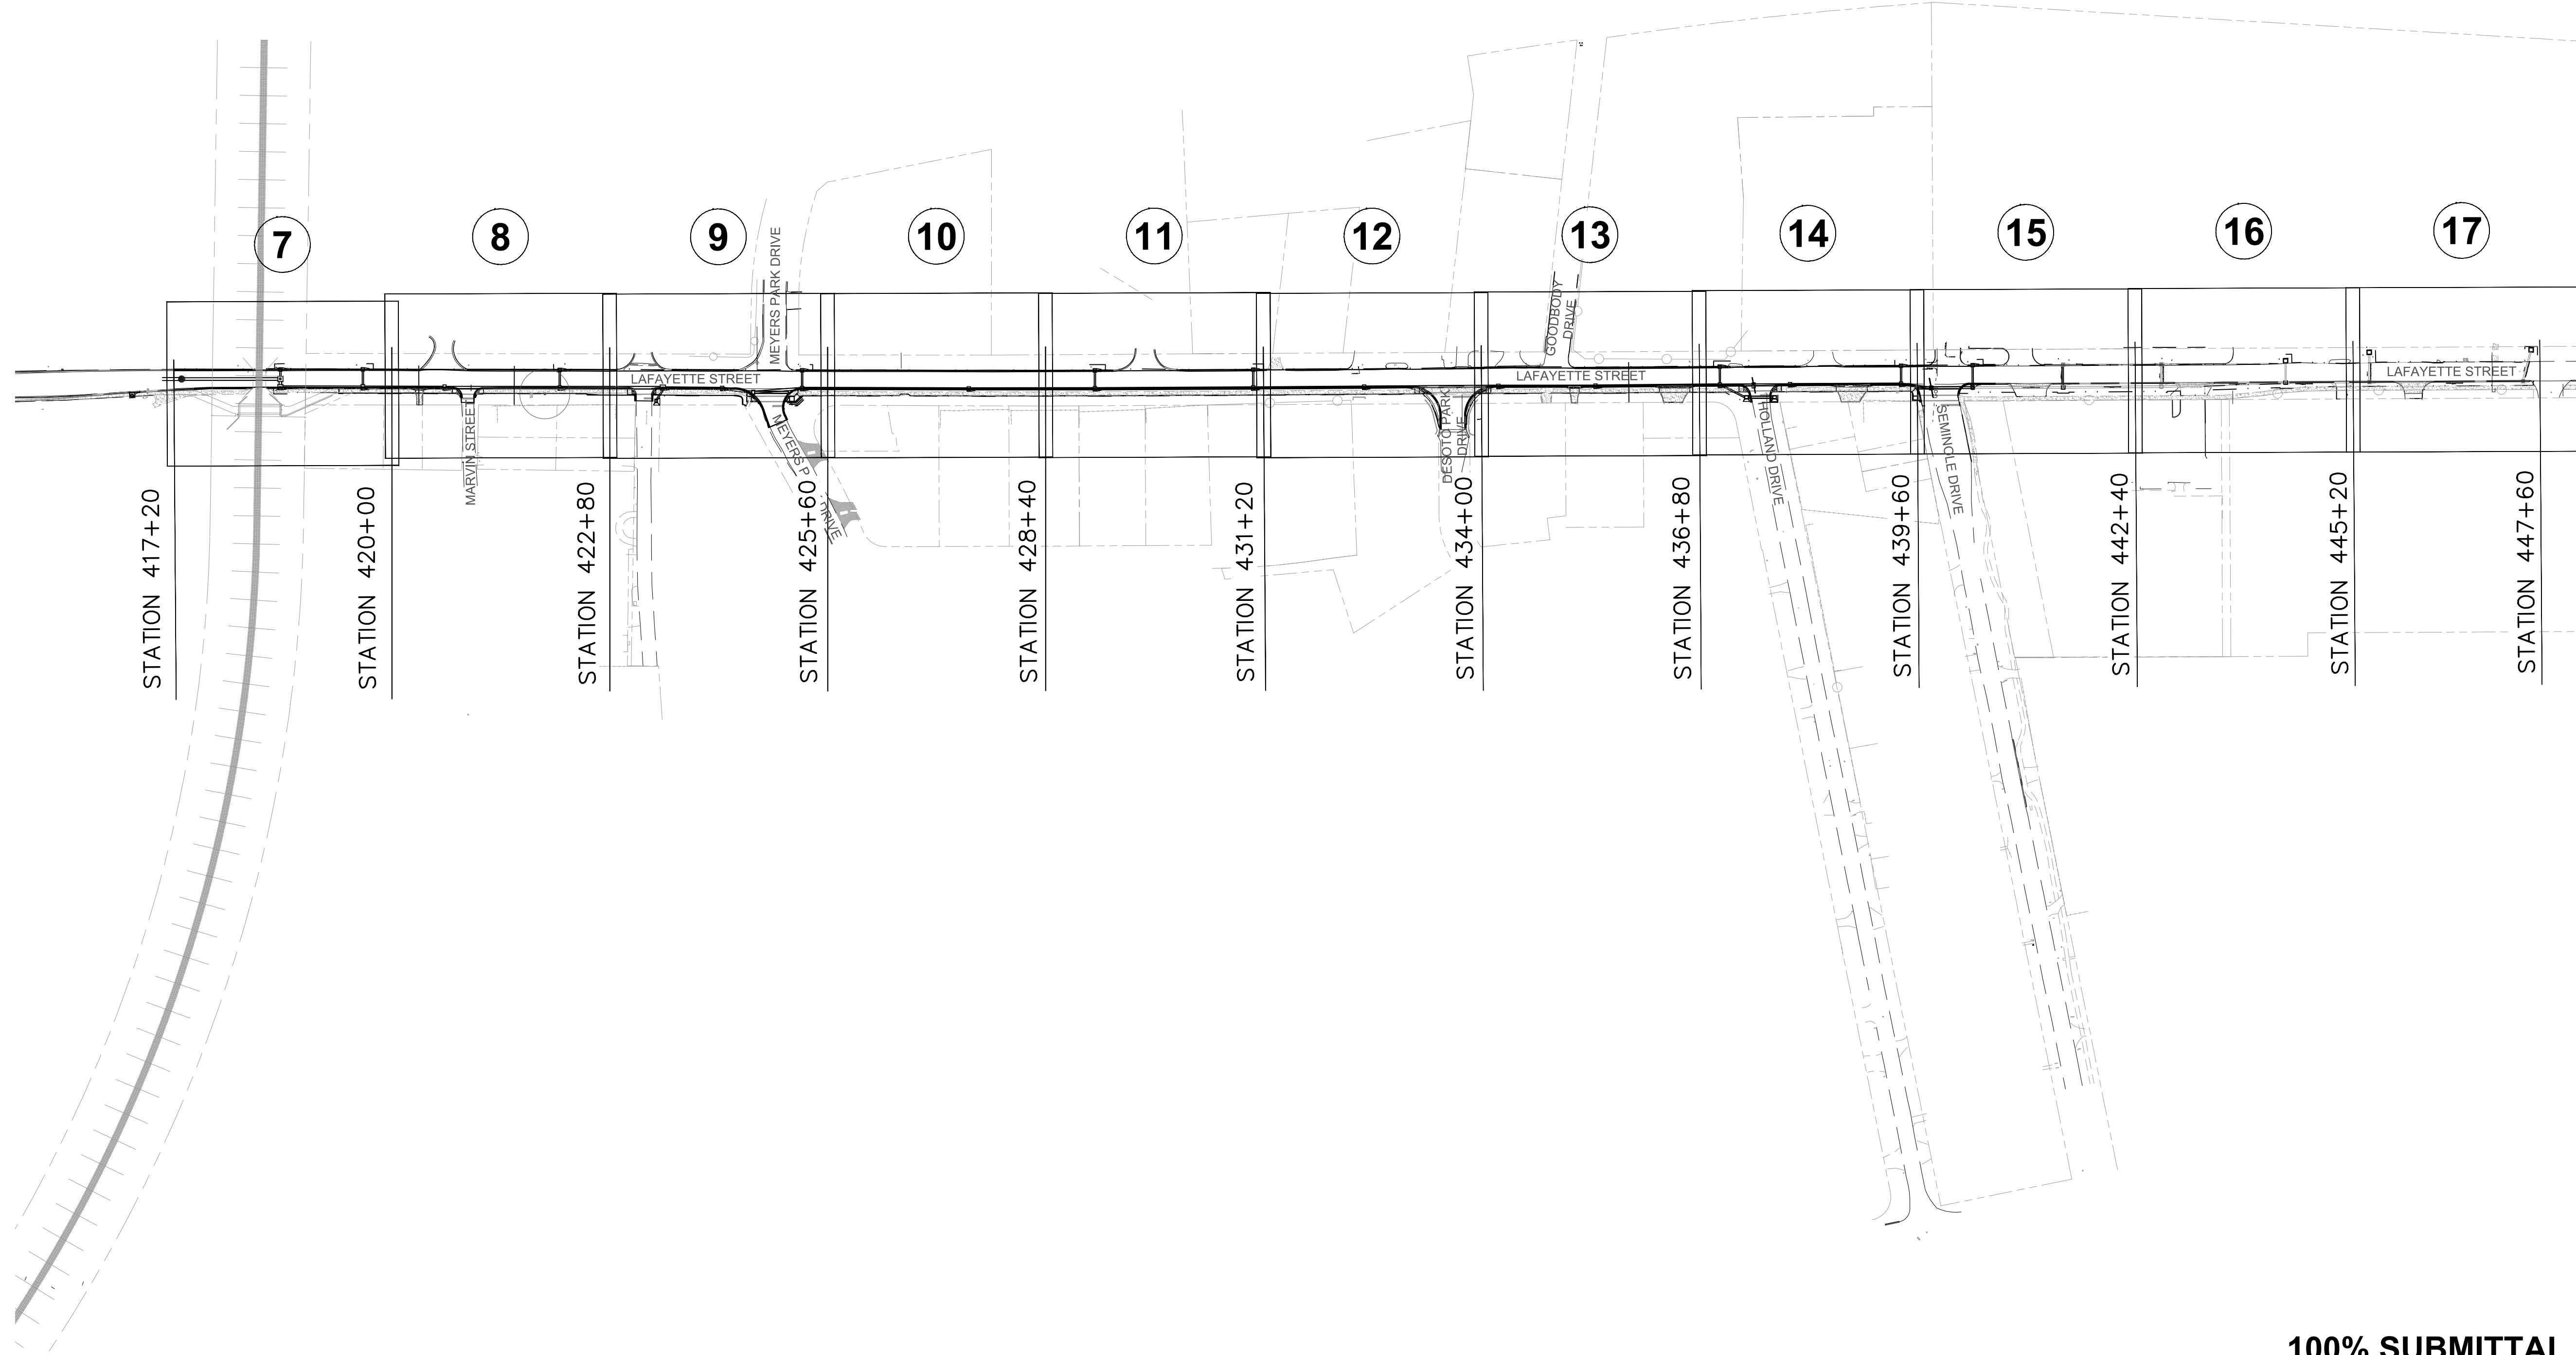 7
8
9
10
11
12
13
14
15
16
17
MEYERS PARK DRIVE
GOODBODY
DRIVE
LAFAYETTE STREET
LAFAYETTE STREET
LAFAYETTE STREET
MARVIN STREET
MEYERS P
DRIVE
DESOTO PARK
DRIVE
HOLLAND DRIVE
SEMINOLE DRIVE
STATION 417+20
STATION 420+00
STATION 422+80
STATION 425+60
STATION 428+40
STATION 431+20
STATION 434+00
STATION 436+80
STATION 439+60
STATION 442+40
STATION 445+20
STATION 447+60
100% SUBMITTAL